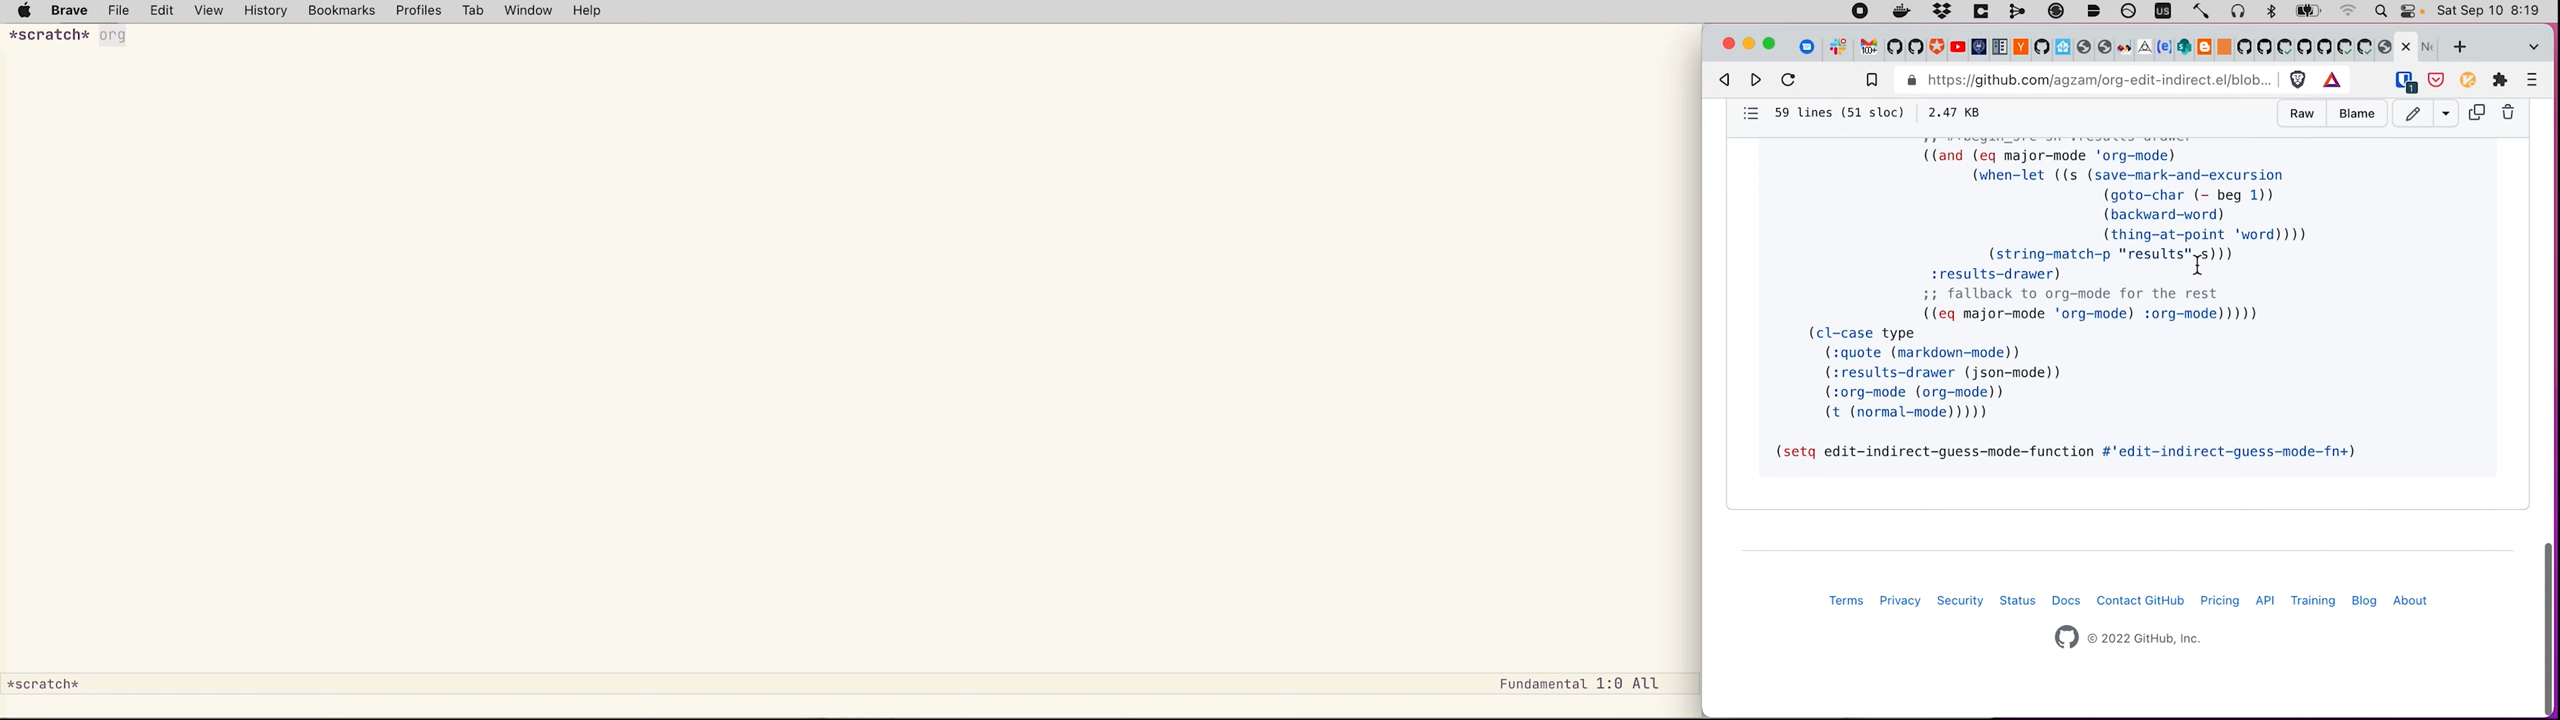 Brave File Edit View History Bookmarks Profiles Tab Window Help
US
Sat Sep 10 8:19
*scratch* org
https://github.com/agzam/org-edit-indirect.el/blob...
59 lines (51 sloc) 2.47 KB
Raw Blame
((and (eq major-mode 'org-mode)
(when-let ((s (save-mark-and-excursion
(goto-char (- beg 1))
(backward-word)
(thing-at-point 'word))))
(string-match-p "results" s)))
:results-drawer)
;; fallback to org-mode for the rest
((eq major-mode 'org-mode) :org-mode)))))
(cl-case type
(:quote (markdown-mode))
(:results-drawer (json-mode))
(:org-mode (org-mode))
(t (normal-mode)))))
(setq edit-indirect-guess-mode-function #'edit-indirect-guess-mode-fn+)
Terms Privacy Security Status Docs Contact GitHub Pricing API Training Blog About
© 2022 GitHub, Inc.
*scratch* Fundamental 1:0 All